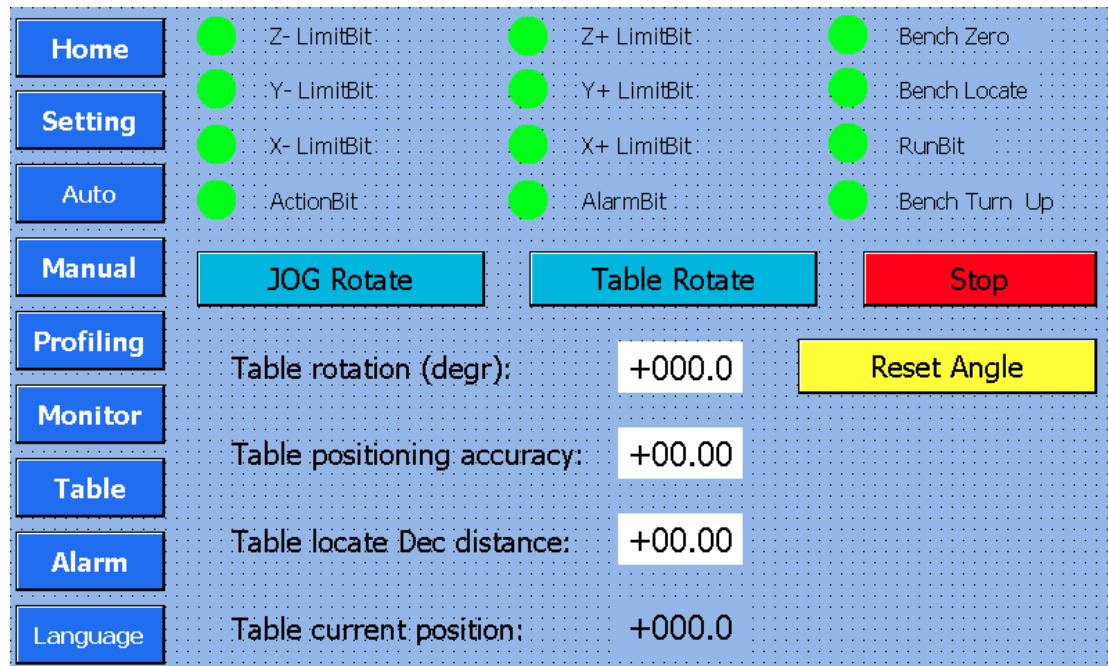 Home
Setting
Auto
Manual
Profiling
Monitor
Table
Alarm
Language
Z- LimitBit Z+ LimitBit Bench Zero
Y- LimitBit Y+ LimitBit Bench Locate
X- LimitBit X+ LimitBit RunBit
ActionBit AlarmBit Bench Turn Up
JOG Rotate Table Rotate Stop
Table rotation (degr): +000.0 Reset Angle
Table positioning accuracy: +00.00
Table locate Dec distance: +00.00
Table current position: +000.0